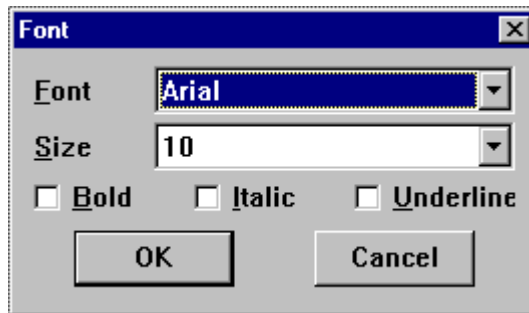 Font
Font Arial
Size 10
Bold Italic Underline
OK Cancel